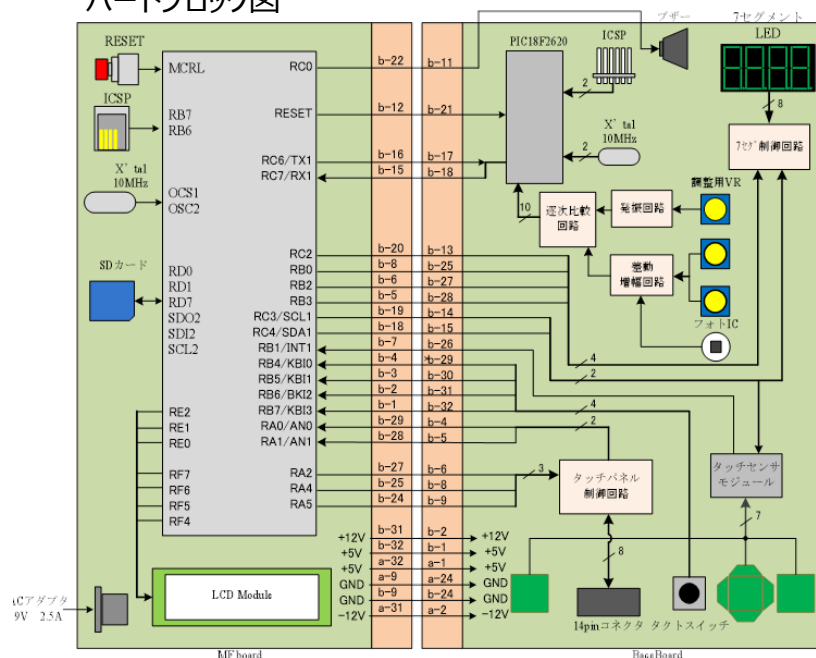 ハードブロック図
RESET
MCRL
ICSP
RB7
RB6
X' tal
10MHz
OCS1
OSC2
SDカード
RD0
RD1
RD7
SDO2
SDI2
SCL2
RE2
RE1
RE0
RF7
RF6
RF5
RF4
LCD Module
ACアダプタ
9V 2.5A
MF board
RC0
RESET
RC6/TX1
RC7/RX1
RC2
RB0
RB2
RB3
RC3/SCL1
RC4/SDA1
RB1/INT1
RB4/KBI0
RB5/KBI1
RB6/BKI2
RB7/KBI3
RA0/AN0
RA1/AN1
RA2
RA4
RA5
+12V
+5V
+5V
GND
GND
−12V
b-22
b-12
b-16
b-15
b-20
b-8
b-6
b-5
b-19
b-18
b-7
b-4
b-3
b-2
b-1
b-29
b-28
b-27
b-25
b-24
b-31
b-32
a-32
a-9
b-9
a-31
b-11
b-21
b-17
b-18
b-13
b-25
b-27
b-28
b-14
b-15
b-26
b-29
b-30
b-31
b-32
b-4
b-5
b-6
b-8
b-9
b-2
b-1
a-1
a-24
b-24
a-2
+12V
+5V
+5V
GND
GND
−12V
PIC18F2620
ICSP
2
X' tal
10MHz
2
ブザー
7セグメント
LED
8
7セグ制御回路
調整用VR
発振回路
逐次比較
回路
10
差動
増幅回路
フォトIC
4
2
4
2
3
タッチパネル
制御回路
8
タッチセンサ
モジュール
7
14pinコネクタ
タクトスイッチ
BaseBoard